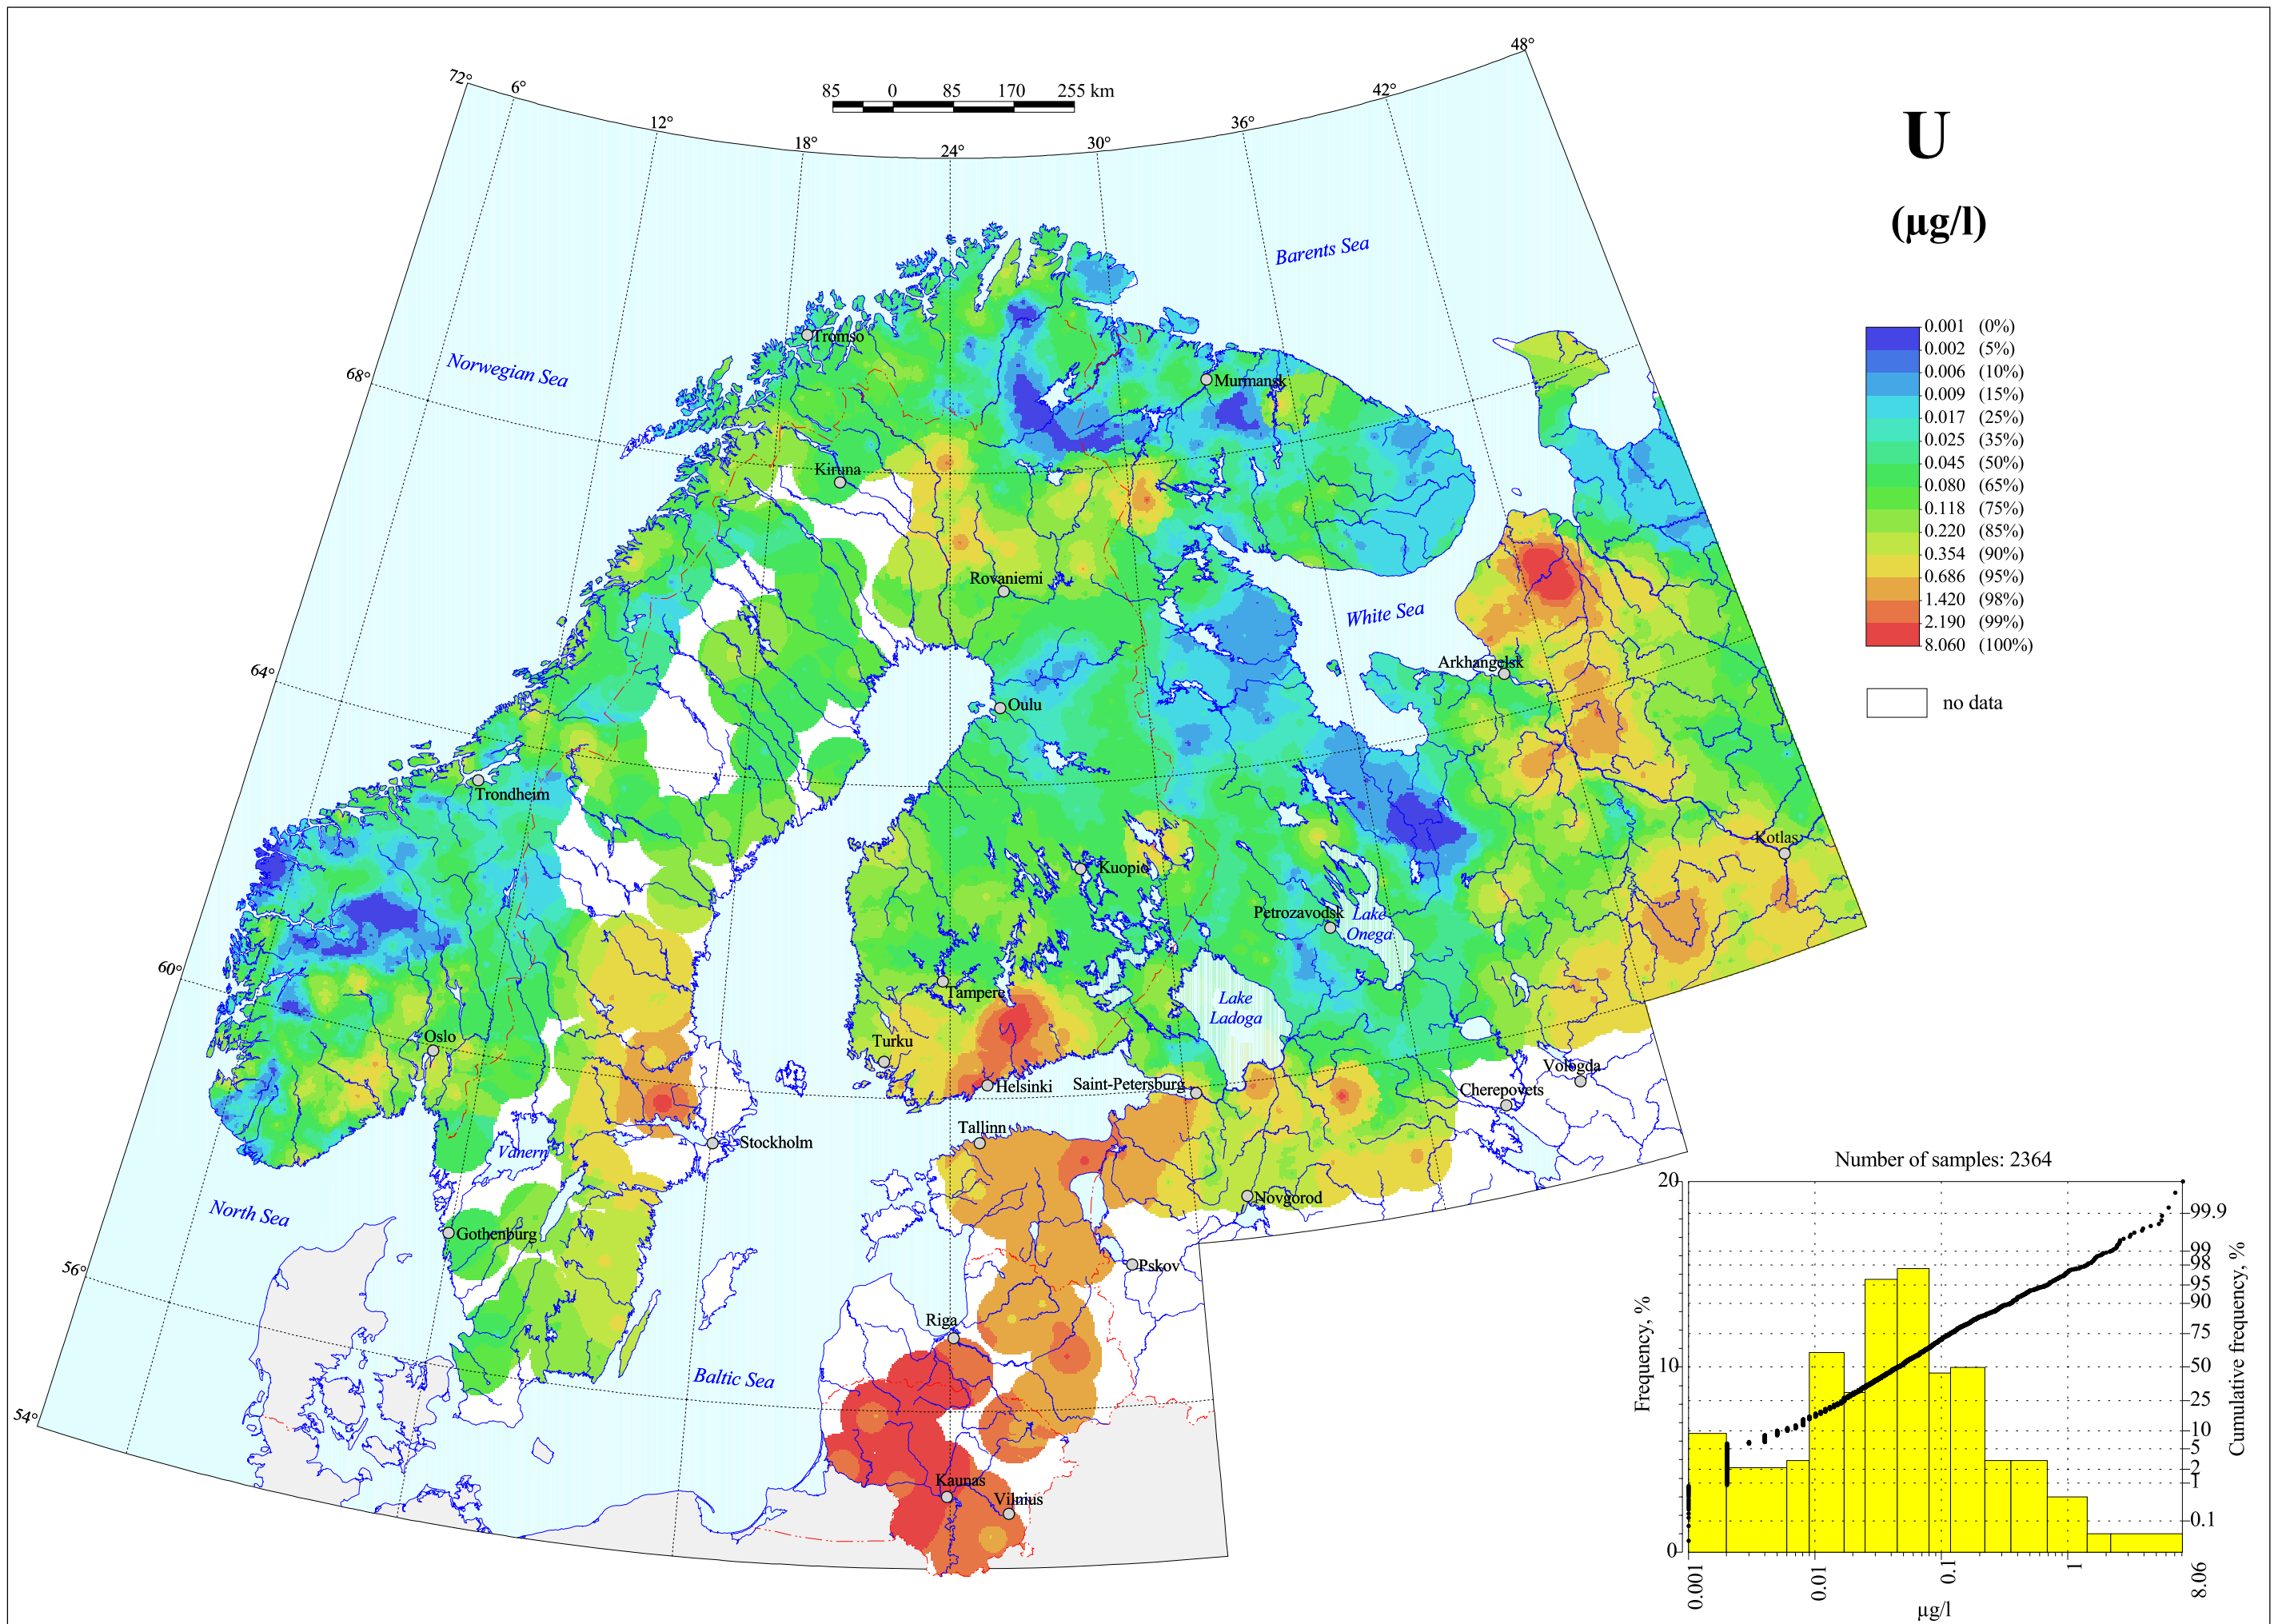 48°
72°
6°
42°
85 0 85 170 255 km
12°
36°
18°
30°
24°
U
(µg/l)
Barents Sea
Norwegian Sea
68°
Tromso
Murmansk
0.001 (0%)
0.002 (5%)
0.006 (10%)
0.009 (15%)
0.017 (25%)
0.025 (35%)
0.045 (50%)
0.080 (65%)
0.118 (75%)
0.220 (85%)
0.354 (90%)
0.686 (95%)
1.420 (98%)
2.190 (99%)
8.060 (100%)
no data
Kiruna
Rovaniemi
White Sea
64°
Arkhangelsk
Oulu
Trondheim
Kotlas
Kuopio
Petrozavodsk
Lake
Onega
60°
Tampere
Lake
Ladoga
Oslo
Turku
Helsinki
Saint-Petersburg
Vologda
Cherepovets
Stockholm
Tallinn
Vanern
North Sea
Novgorod
Gothenburg
56°
Pskov
Riga
Baltic Sea
54°
Kaunas
Vilnius
Number of samples: 2364
20
10
0
Frequency, %
99.9
99
98
95
90
75
50
25
10
5
2
1
0.1
Cumulative frequency, %
0.001
0.01
0.1
1
8.06
µg/l